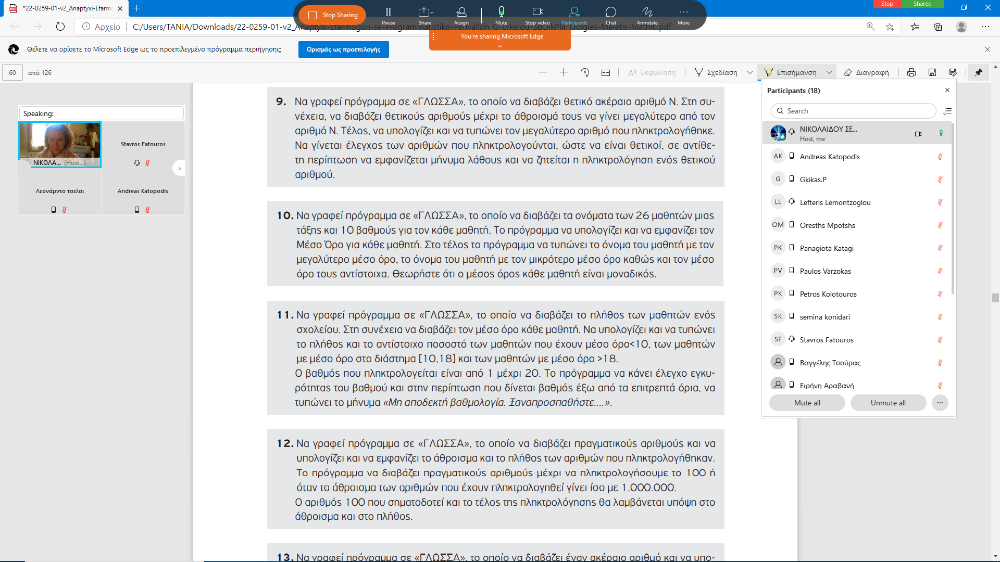 *22-0259-01-v2_Anaptyxi-Efarmo
Stop Sharing
Pause
Share
Assign
Mute
Stop video
Participants
Chat
Annotate
More
Stop
Shared
Αρχείο
C:/Users/TANIA/Downloads/22-0259-01-v2_Anaptyxi-Efarmogon-se-Programmatistiko-Perivallon_G-Lykeiou-SpOikPlir_Odigies-Meletis-Mathiti.pdf
You're sharing Microsoft Edge
Θέλετε να ορίσετε το Microsoft Edge ως το προεπιλεγμένο πρόγραμμα περιήγησης;
Ορισμός ως προεπιλογής
60
από 126
Εκφώνηση
Σχεδίαση
Επισήμανση
Διαγραφή
Speaking:
ΝΙΚΟΛΑ... (Host...)
Stavros Fatouros
Λεονάρντο τσελαι
Andreas Katopodis
9. Να γραφεί πρόγραμμα σε «ΓΛΩΣΣΑ», το οποίο να διαβάζει θετικό ακέραιο αριθμό Ν. Στη συ-
νέχεια, να διαβάζει θετικούς αριθμούς μέχρι το άθροισμά τους να γίνει μεγαλύτερο από τον
αριθμό Ν. Τέλος, να υπολογίζει και να τυπώνει τον μεγαλύτερο αριθμό που πληκτρολογήθηκε.
Να γίνεται έλεγχος των αριθμών που πληκτρολογούνται, ώστε να είναι θετικοί, σε αντίθε-
τη περίπτωση να εμφανίζεται μήνυμα λάθους και να ζητείται η πληκτρολόγηση ενός θετικού
αριθμού.
10. Να γραφεί πρόγραμμα σε «ΓΛΩΣΣΑ», το οποίο να διαβάζει τα ονόματα των 26 μαθητών μιας
τάξης και 10 βαθμούς για τον κάθε μαθητή. Το πρόγραμμα να υπολογίζει και να εμφανίζει τον
Μέσο Όρο για κάθε μαθητή. Στο τέλος το πρόγραμμα να τυπώνει το όνομα του μαθητή με τον
μεγαλύτερο μέσο όρο, το όνομα του μαθητή με τον μικρότερο μέσο όρο καθώς και τον μέσο
όρο τους αντίστοιχα. Θεωρήστε ότι ο μέσος όρος κάθε μαθητή είναι μοναδικός.
11. Να γραφεί πρόγραμμα σε «ΓΛΩΣΣΑ», το οποίο να διαβάζει το πλήθος των μαθητών ενός
σχολείου. Στη συνέχεια να διαβάζει τον μέσο όρο κάθε μαθητή. Να υπολογίζει και να τυπώνει
το πλήθος και το αντίστοιχο ποσοστό των μαθητών που έχουν μέσο όρο<10, των μαθητών
με μέσο όρο στο διάστημα [10,18] και των μαθητών με μέσο όρο >18.
Ο βαθμός που πληκτρολογείται είναι από 1 μέχρι 20. Το πρόγραμμα να κάνει έλεγχο εγκυ-
ρότητας του βαθμού και στην περίπτωση που δίνεται βαθμός έξω από τα επιτρεπτά όρια, να
τυπώνει το μήνυμα «Μη αποδεκτή βαθμολογία. Ξαναπροσπαθήστε....».
12. Να γραφεί πρόγραμμα σε «ΓΛΩΣΣΑ», το οποίο να διαβάζει πραγματικούς αριθμούς και να
υπολογίζει και να εμφανίζει το άθροισμα και το πλήθος των αριθμών που πληκτρολογήθηκαν.
Το πρόγραμμα να διαβάζει πραγματικούς αριθμούς μέχρι να πληκτρολογήσουμε το 100 ή
όταν το άθροισμα των αριθμών που έχουν πληκτρολογηθεί γίνει ίσο με 1.000.000.
Ο αριθμός 100 που σηματοδοτεί και το τέλος της πληκτρολόγησης θα λαμβάνεται υπόψη στο
άθροισμα και στο πλήθος.
13. Να γραφεί πρόγραμμα σε «ΓΛΩΣΣΑ», το οποίο να διαβάζει έναν ακέραιο αριθμό και να υπο-
Participants (18)
Search
ΝΙΚΟΛΑΙΔΟΥ ΣΕ...
Host, me
AK Andreas Katopodis
G Gkikas.P
LL Lefteris Lemontzoglou
OM Oresths Mpotshs
PK Panagiota Katagi
PV Paulos Varzokas
PK Petros Kolotouros
SK semina konidari
SF Stavros Fatouros
Βαγγέλης Τσούρας
Ειρήνη Αραβανή
Mute all
Unmute all